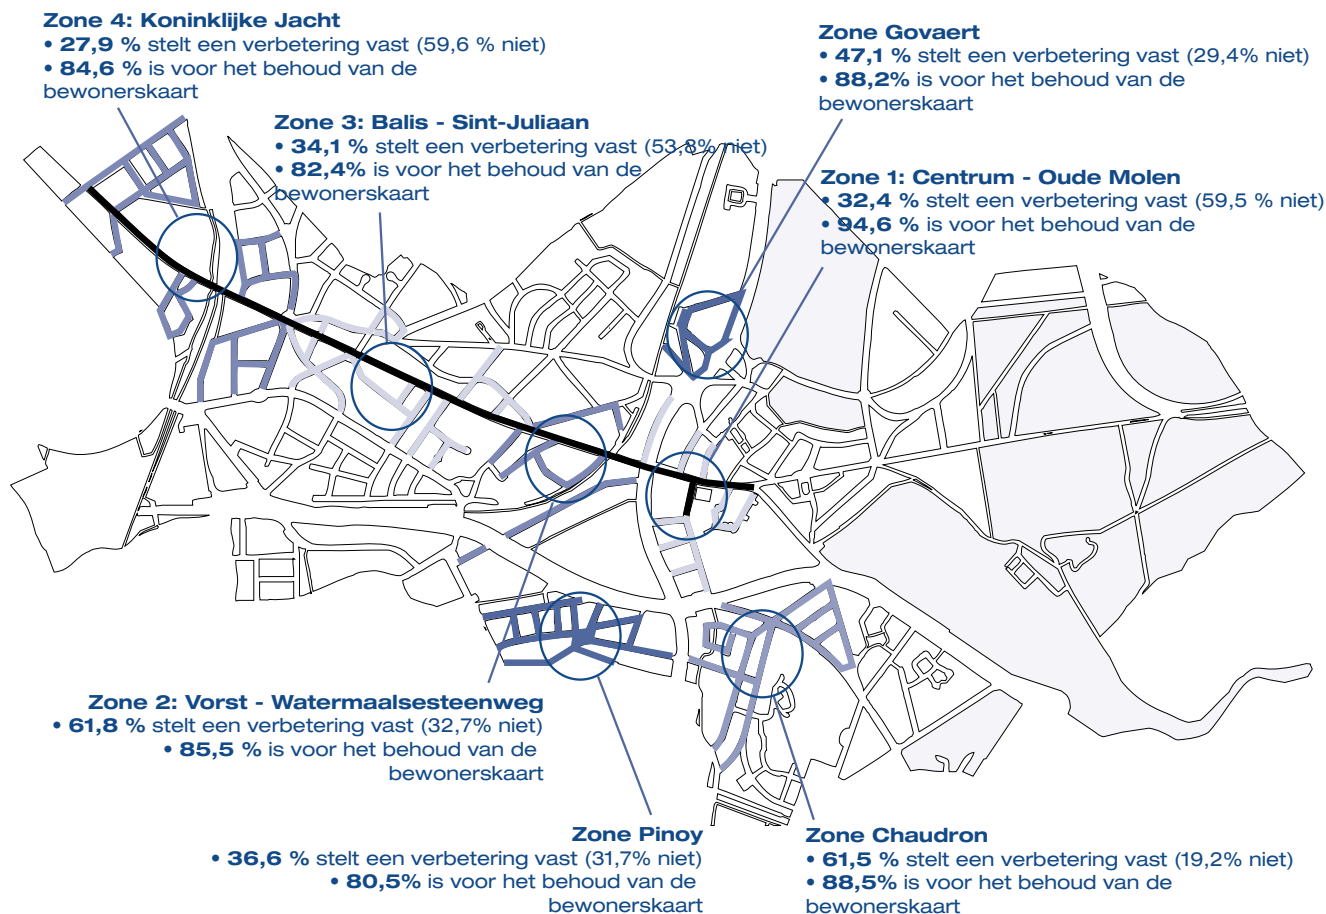 Zone 4: Koninklijke Jacht
• 27,9 % stelt een verbetering vast (59,6 % niet)
• 84,6 % is voor het behoud van de
bewonerskaart
Zone Govaert
• 47,1 % stelt een verbetering vast (29,4% niet)
• 88,2% is voor het behoud van de
bewonerskaart
Zone 3: Balis - Sint-Juliaan
• 34,1 % stelt een verbetering vast (53,8% niet)
• 82,4% is voor het behoud van de
bewonerskaart
Zone 1: Centrum - Oude Molen
• 32,4 % stelt een verbetering vast (59,5 % niet)
• 94,6 % is voor het behoud van de
bewonerskaart
Zone 2: Vorst - Watermaalsesteenweg
• 61,8 % stelt een verbetering vast (32,7% niet)
• 85,5 % is voor het behoud van de
bewonerskaart
Zone Pinoy
• 36,6 % stelt een verbetering vast (31,7% niet)
• 80,5% is voor het behoud van de
bewonerskaart
Zone Chaudron
• 61,5 % stelt een verbetering vast (19,2% niet)
• 88,5% is voor het behoud van de
bewonerskaart